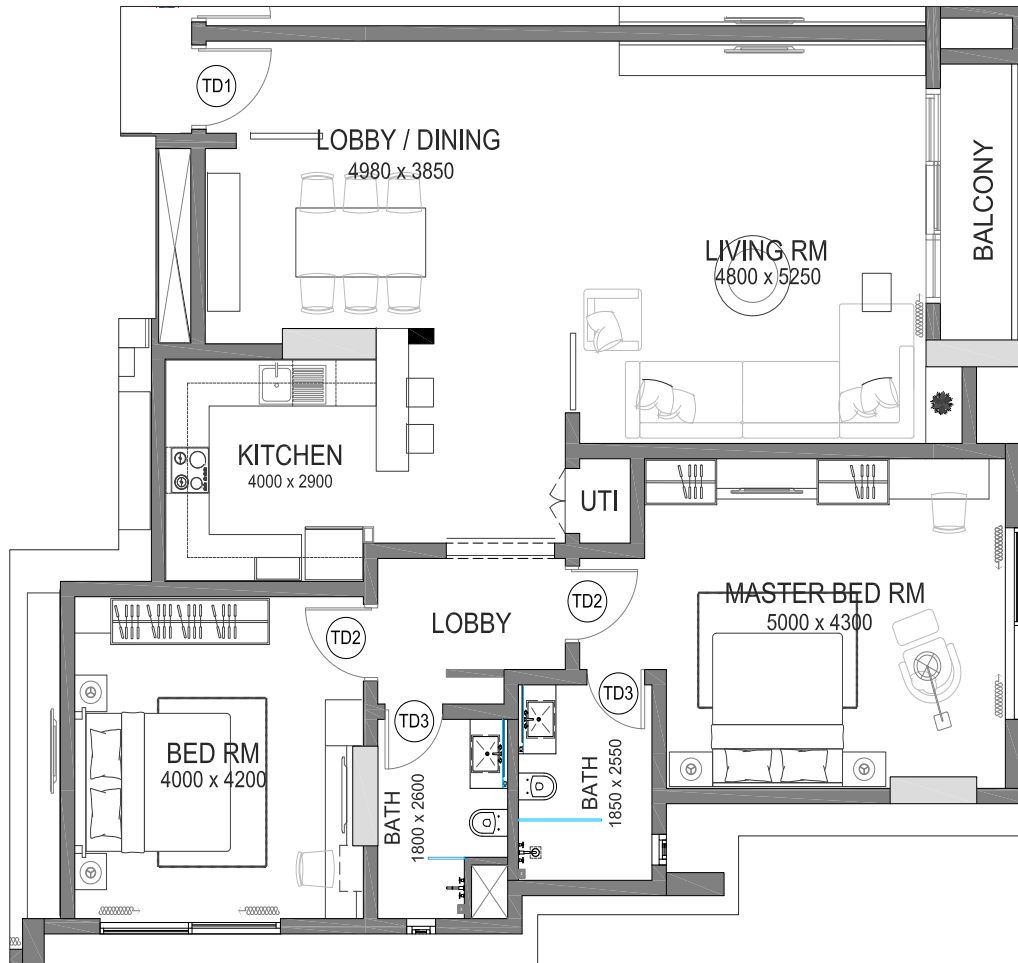 TD1
LOBBY / DINING
4980 x 3850
LIVING RM
4800 x 5250
BALCONY
KITCHEN
4000 x 2900
UTI
MASTER BED RM
5000 x 4300
TD2
LOBBY
TD2
TD3
TD3
BED RM
4000 x 4200
BATH
1800 x 2600
BATH
1850 x 2550